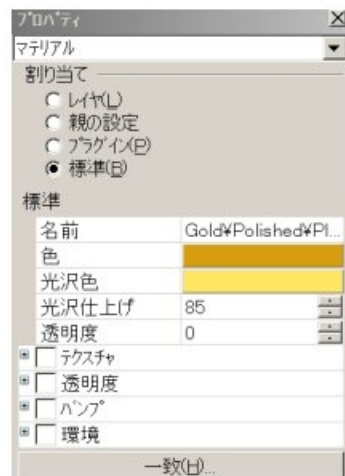 プロパティ
マテリアル
割り当て
レイヤ(L)
親の設定
プラグイン(P)
標準(B)
標準
名前 Gold¥Polished¥Pl...
色
光沢色
光沢仕上げ 85
透明度 0
テクスチャ
透明度
バンプ
環境
一致(H)...